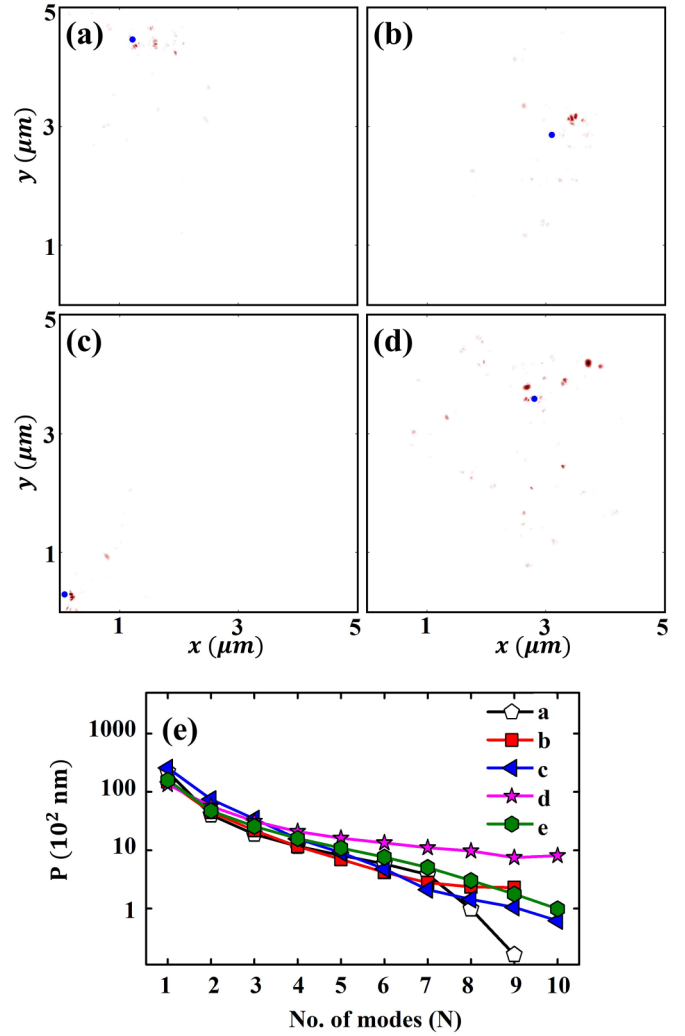 5
(a)
(b)
3
y (μm)
1
5
(c)
(d)
3
y (μm)
1
1 3 5
x (μm)
1 3 5
x (μm)
(e)
a
b
c
d
e
1000
100
10
1
P (10² nm)
1 2 3 4 5 6 7 8 9 10
No. of modes (N)